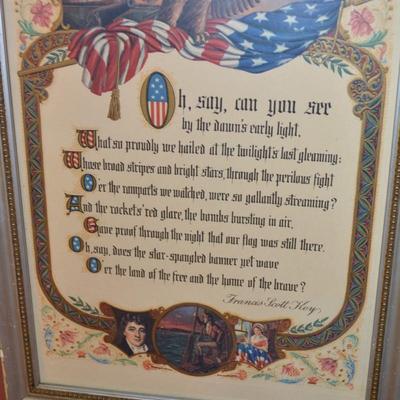 Oh, say, can you see
by the dawn's early light,
What so proudly we hailed at the twilight's last gleaming:
Whose broad stripes and bright stars, through the perilous fight
O'er the ramparts we watched, were so gallantly streaming?
And the rockets' red glare, the bombs bursting in air,
Gave proof through the night that our flag was still there.
Oh, say, does the star-spangled banner yet wave
O'er the land of the free and the home of the brave?
Francis Scott Key